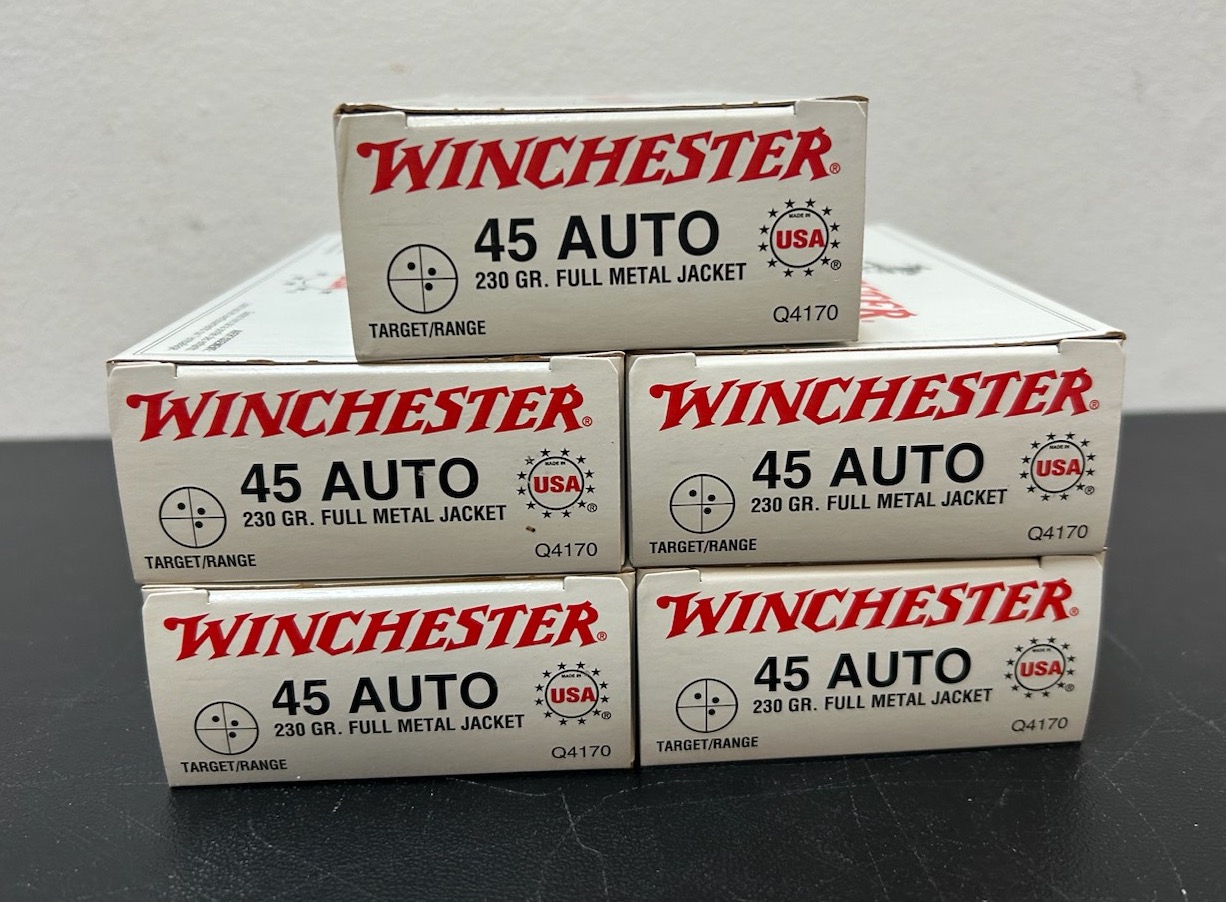 WINCHESTER®
45 AUTO
230 GR. FULL METAL JACKET
MADE IN
USA
®
TARGET/RANGE
Q4170
WINCHESTER®
45 AUTO
230 GR. FULL METAL JACKET
MADE IN
USA
®
TARGET/RANGE
Q4170
WINCHESTER®
45 AUTO
230 GR. FULL METAL JACKET
MADE IN
USA
®
TARGET/RANGE
Q4170
WINCHESTER®
45 AUTO
230 GR. FULL METAL JACKET
MADE IN
USA
®
TARGET/RANGE
Q4170
WINCHESTER®
45 AUTO
230 GR. FULL METAL JACKET
MADE IN
USA
®
TARGET/RANGE
Q4170